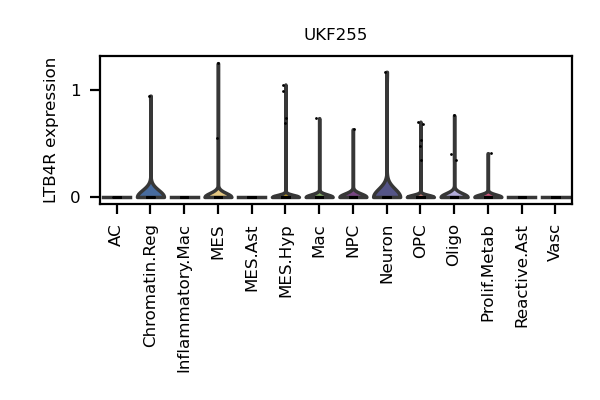 UKF255
LTB4R expression
1
0
AC
Chromatin.Reg
Inflammatory.Mac
MES
MES.Ast
MES.Hyp
Mac
NPC
Neuron
OPC
Oligo
Prolif.Metab
Reactive.Ast
Vasc